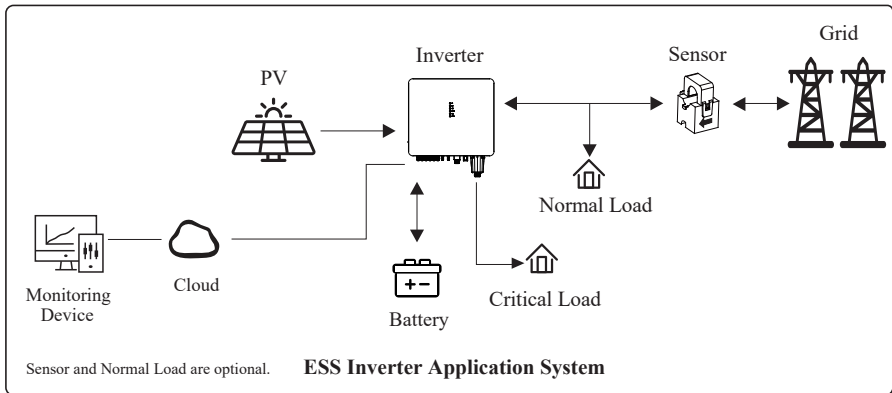 Grid
Inverter
Sensor
PV
Normal Load
Cloud
Monitoring
Device
Critical Load
Battery
Sensor and Normal Load are optional.
ESS Inverter Application System